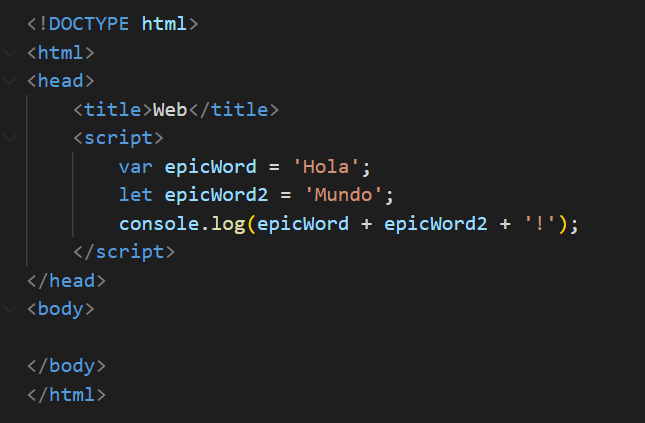 <!DOCTYPE html>
<html>
<head>
    <title>Web</title>
    <script>
        var epicWord = 'Hola';
        let epicWord2 = 'Mundo';
        console.log(epicWord + epicWord2 + '!');
    </script>
</head>
<body>

</body>
</html>